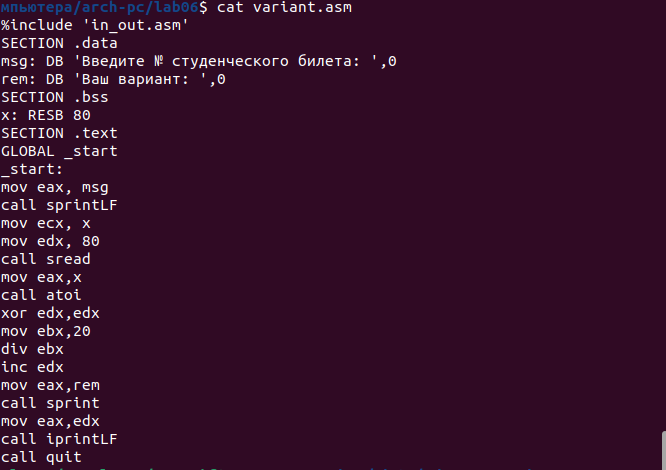 мпьютера/arch-pc/lab06$ cat variant.asm
%include 'in_out.asm'
SECTION .data
msg: DB 'Введите № студенческого билета: ',0
rem: DB 'Ваш вариант: ',0
SECTION .bss
x: RESB 80
SECTION .text
GLOBAL _start
_start:
mov eax, msg
call sprintLF
mov ecx, x
mov edx, 80
call sread
mov eax,x
call atoi
xor edx,edx
mov ebx,20
div ebx
inc edx
mov eax,rem
call sprint
mov eax,edx
call iprintLF
call quit